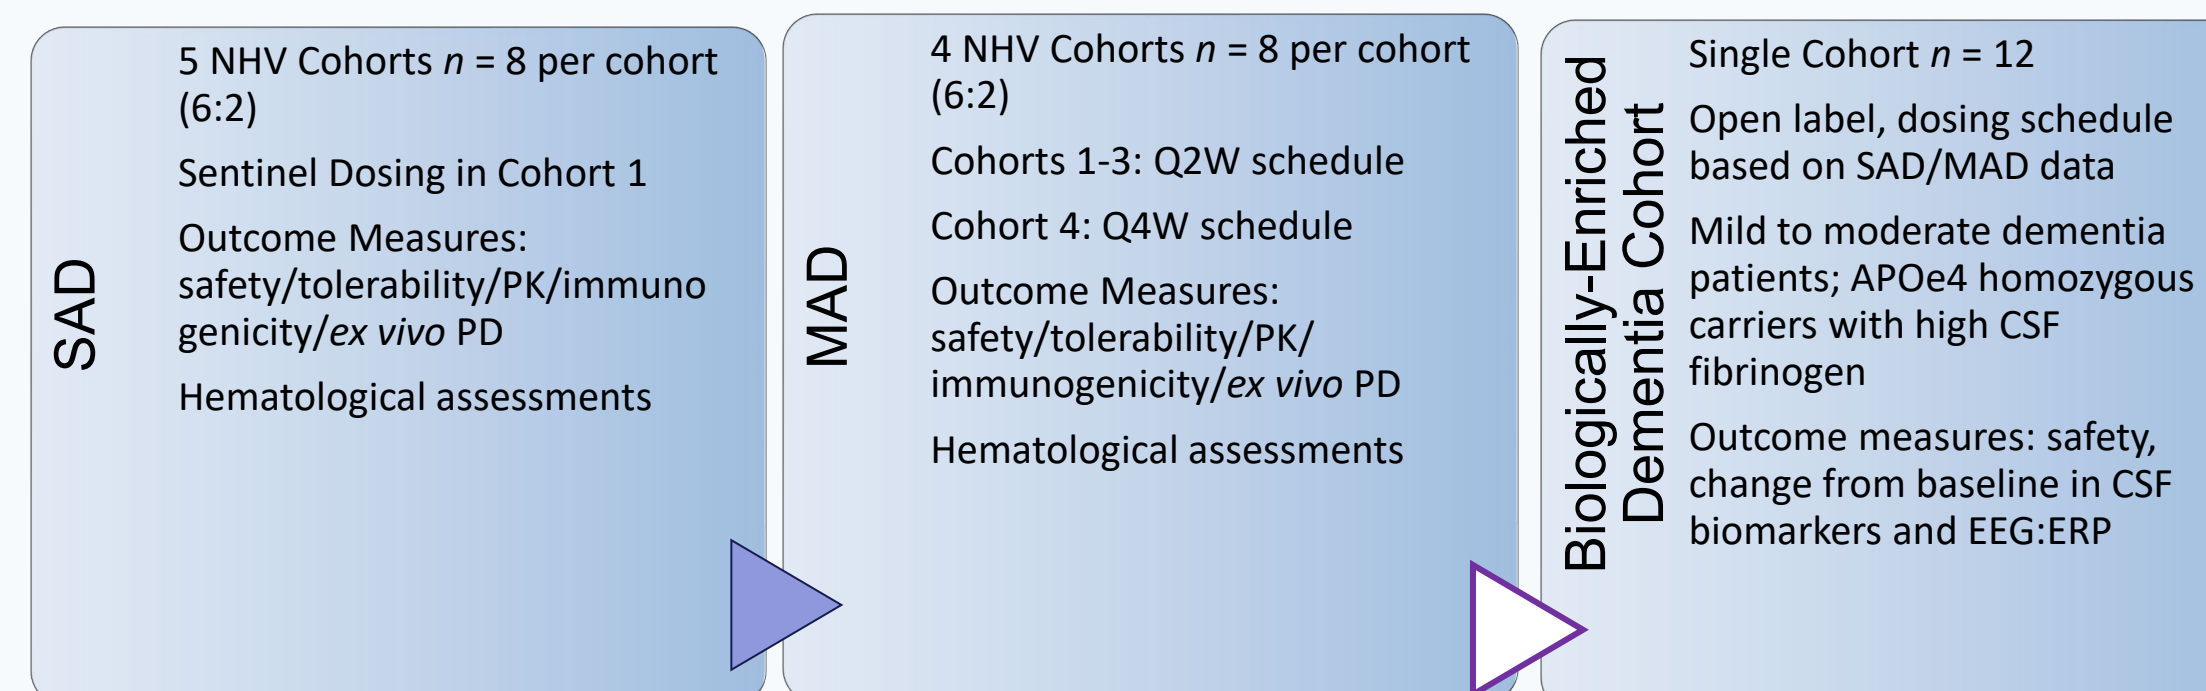 SAD
5 NHV Cohorts n = 8 per cohort
(6:2)
Sentinel Dosing in Cohort 1
Outcome Measures:
safety/tolerability/PK/immuno
genicity/ex vivo PD
Hematological assessments
MAD
4 NHV Cohorts n = 8 per cohort
(6:2)
Cohorts 1-3: Q2W schedule
Cohort 4: Q4W schedule
Outcome Measures:
safety/tolerability/PK/
immunogenicity/ex vivo PD
Hematological assessments
Biologically-Enriched
Dementia Cohort
Single Cohort n = 12
Open label, dosing schedule
based on SAD/MAD data
Mild to moderate dementia
patients; APOe4 homozygous
carriers with high CSF
fibrinogen
Outcome measures: safety,
change from baseline in CSF
biomarkers and EEG:ERP